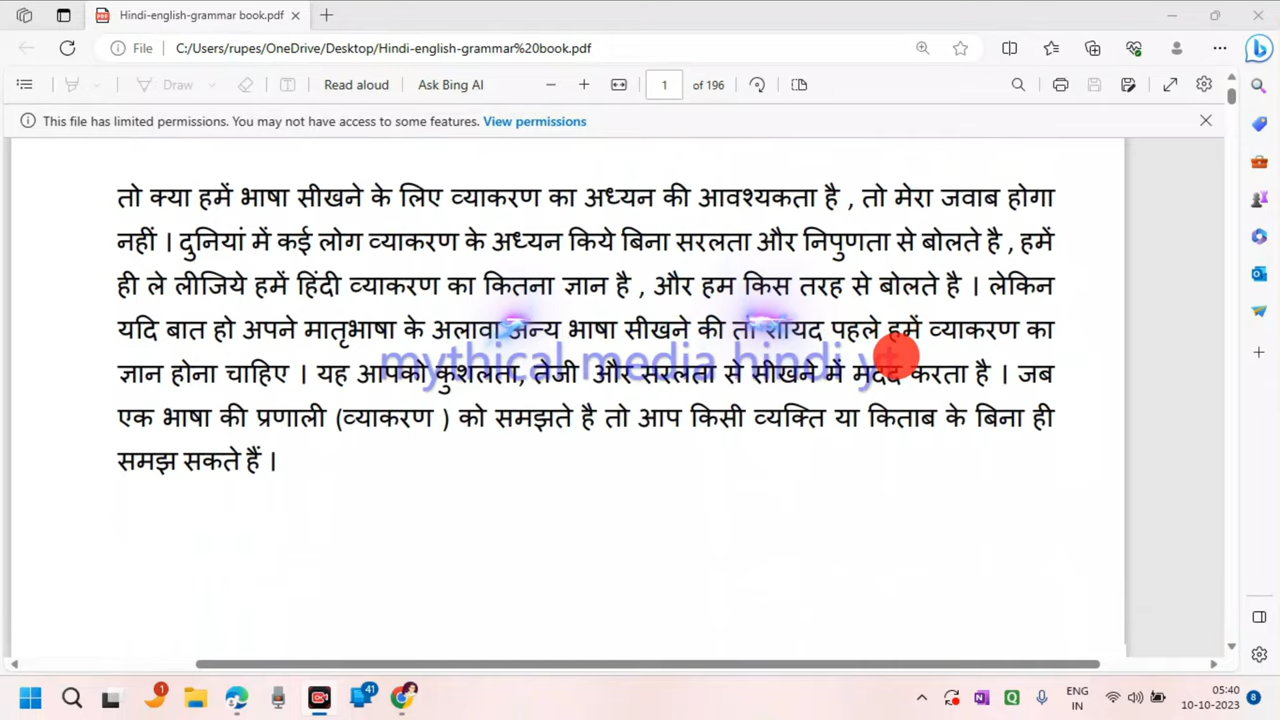 Hindi-english-grammar book.pdf
File C:/Users/rupes/OneDrive/Desktop/Hindi-english-grammar%20book.pdf
Draw Read aloud Ask Bing AI 1 of 196
This file has limited permissions. You may not have access to some features. View permissions
तो क्या हमें भाषा सीखने के लिए व्याकरण का अध्यन की आवश्यकता है , तो मेरा जवाब होगा
नहीं । दुनियां में कई लोग व्याकरण के अध्यन किये बिना सरलता और निपुणता से बोलते है , हमें
ही ले लीजिये हमें हिंदी व्याकरण का कितना ज्ञान है , और हम किस तरह से बोलते है । लेकिन
यदि बात हो अपने मातृभाषा के अलावा अन्य भाषा सीखने की तो शायद पहले हमें व्याकरण का
mythical media hindi yt
ज्ञान होना चाहिए । यह आपको कुशलता, तेजी और सरलता से सीखने में मदद करता है । जब
एक भाषा की प्रणाली (व्याकरण ) को समझते है तो आप किसी व्यक्ति या किताब के बिना ही
समझ सकते हैं ।
1 41 ENG 05:40
IN 10-10-2023 8